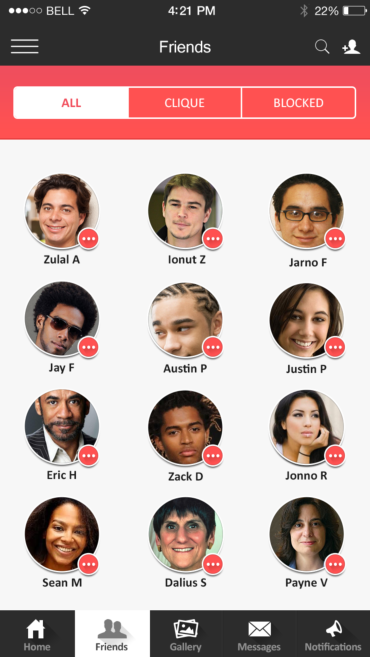 BELL 4:21 PM 22%
Friends
ALL CLIQUE BLOCKED
Zulal A Ionut Z Jarno F
Jay F Austin P Justin P
Eric H Zack D Jonno R
Sean M Dalius S Payne V
Home Friends Gallery Messages Notifications